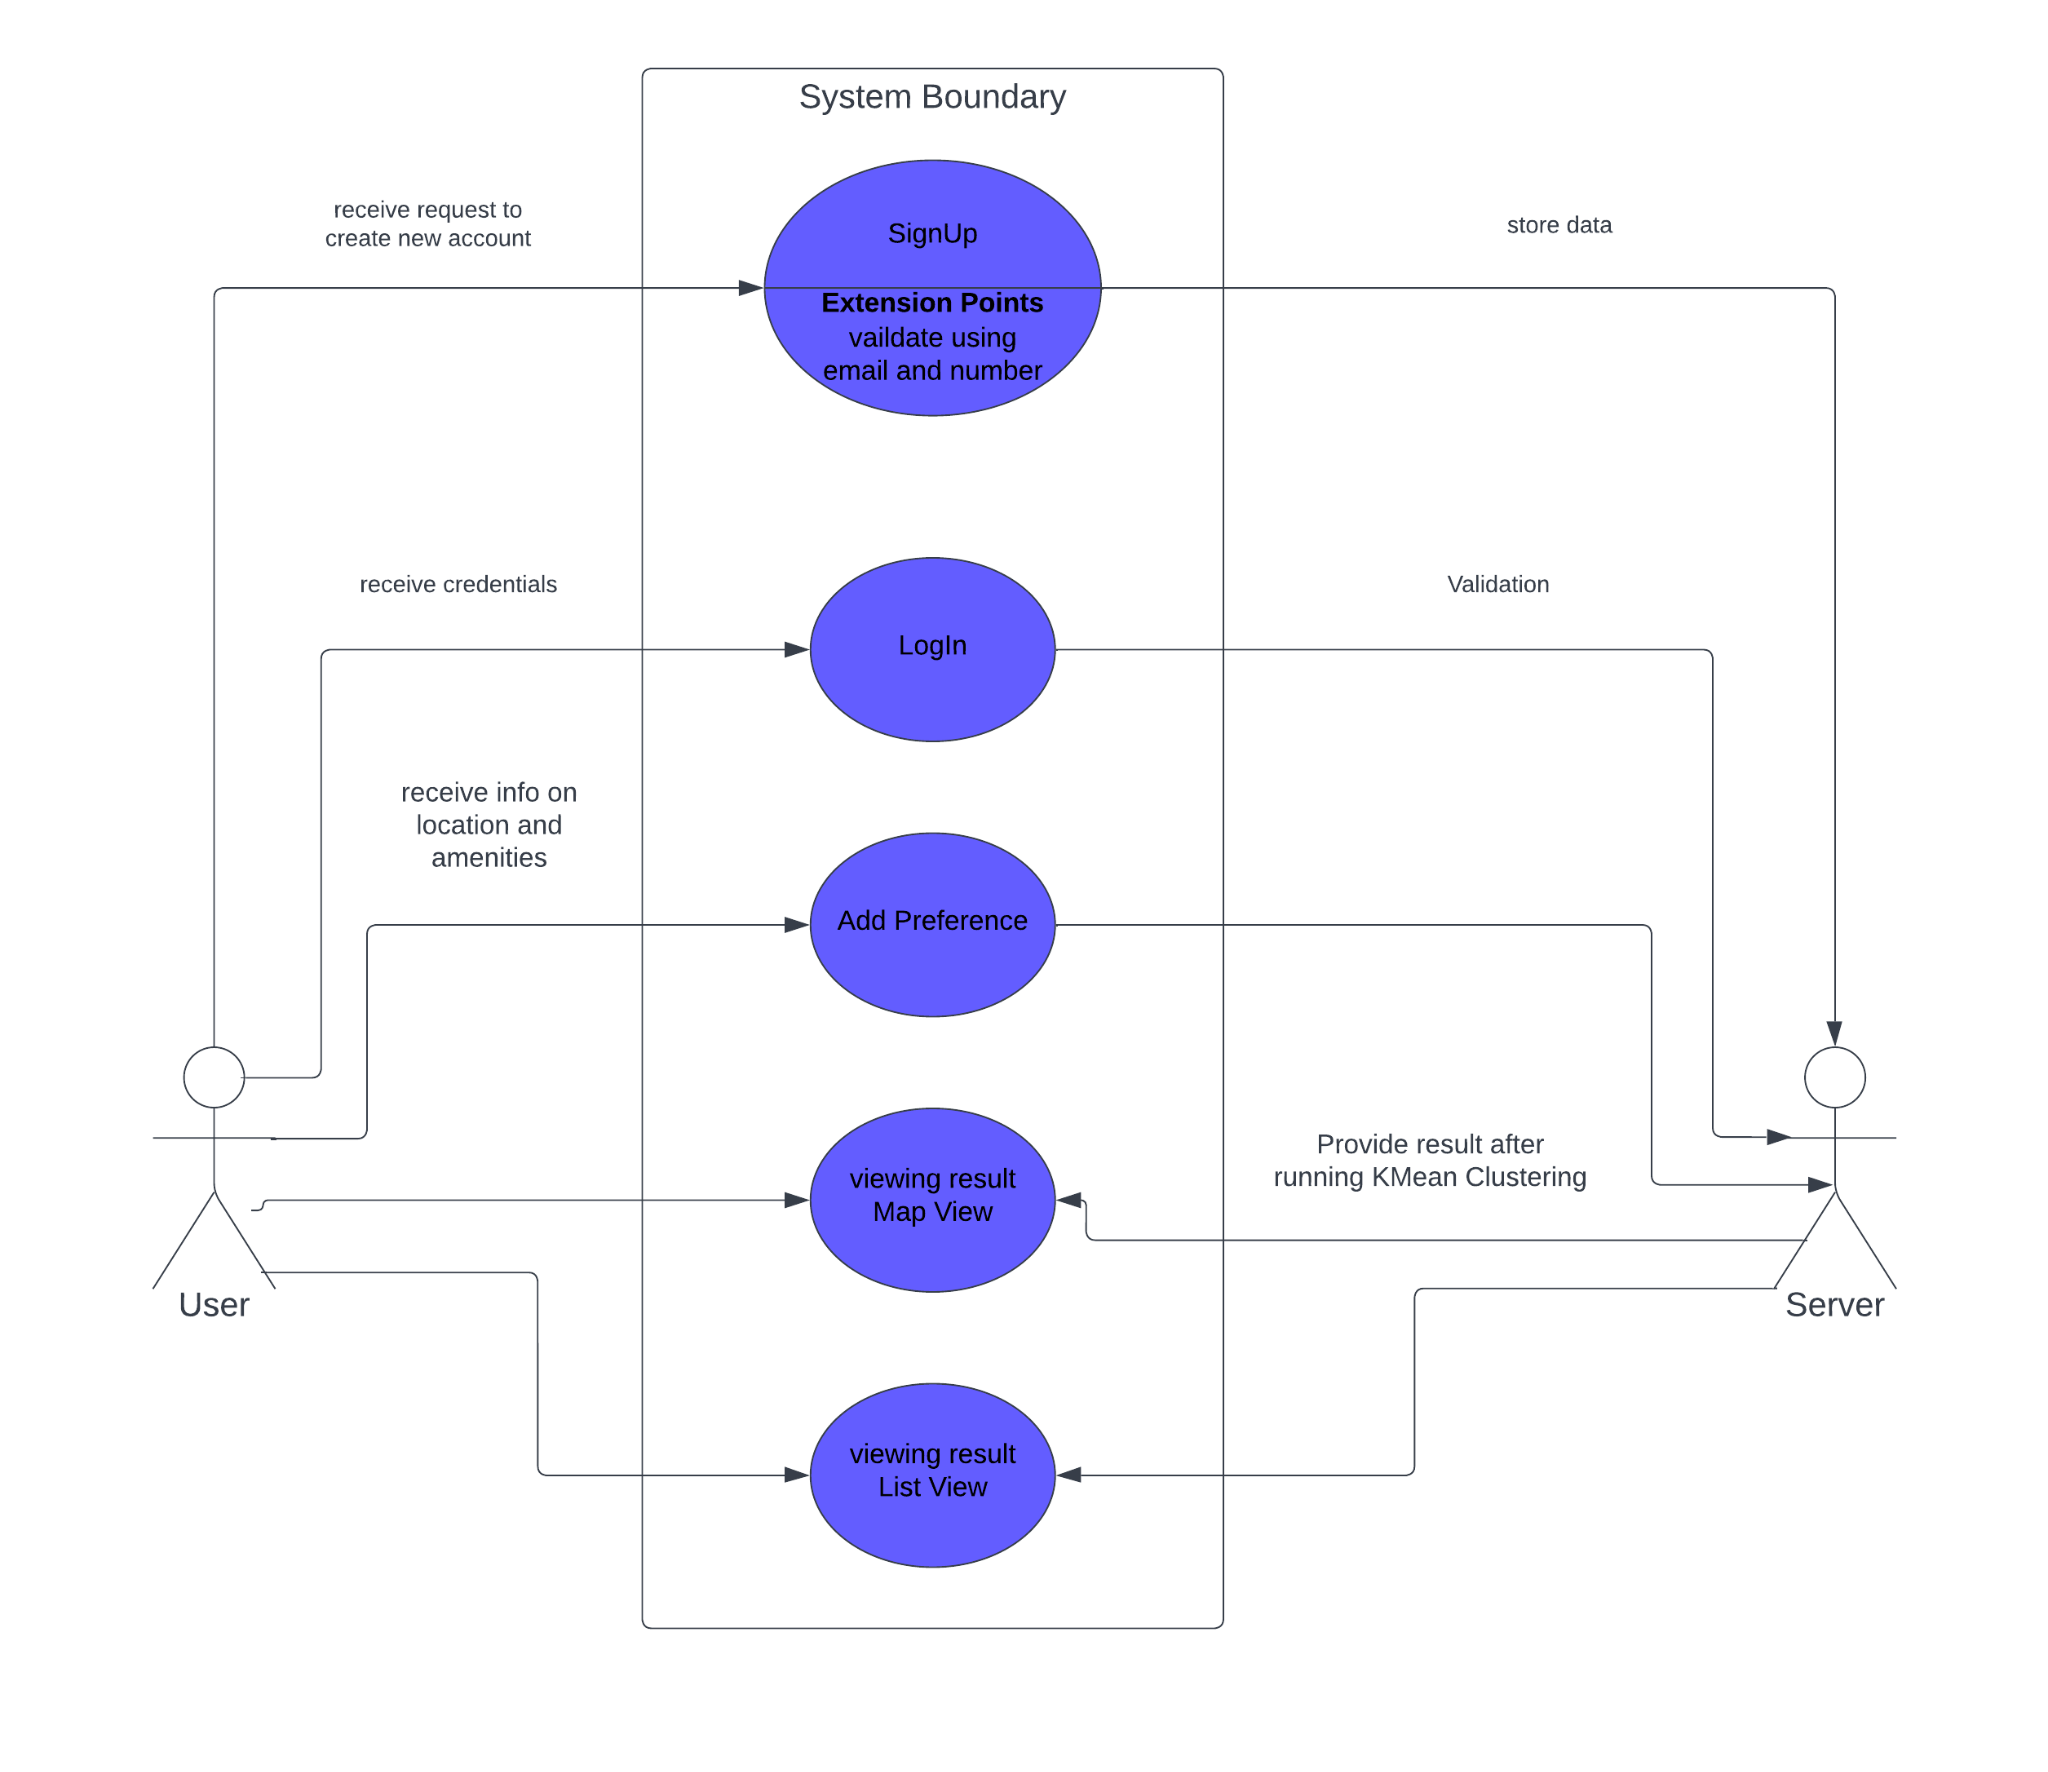 System Boundary
receive request to
create new account
SignUp
Extension Points
vaildate using
email and number
store data
receive credentials
LogIn
Validation
receive info on
location and
amenities
Add Preference
viewing result
Map View
Provide result after
running KMean Clustering
User
Server
viewing result
List View